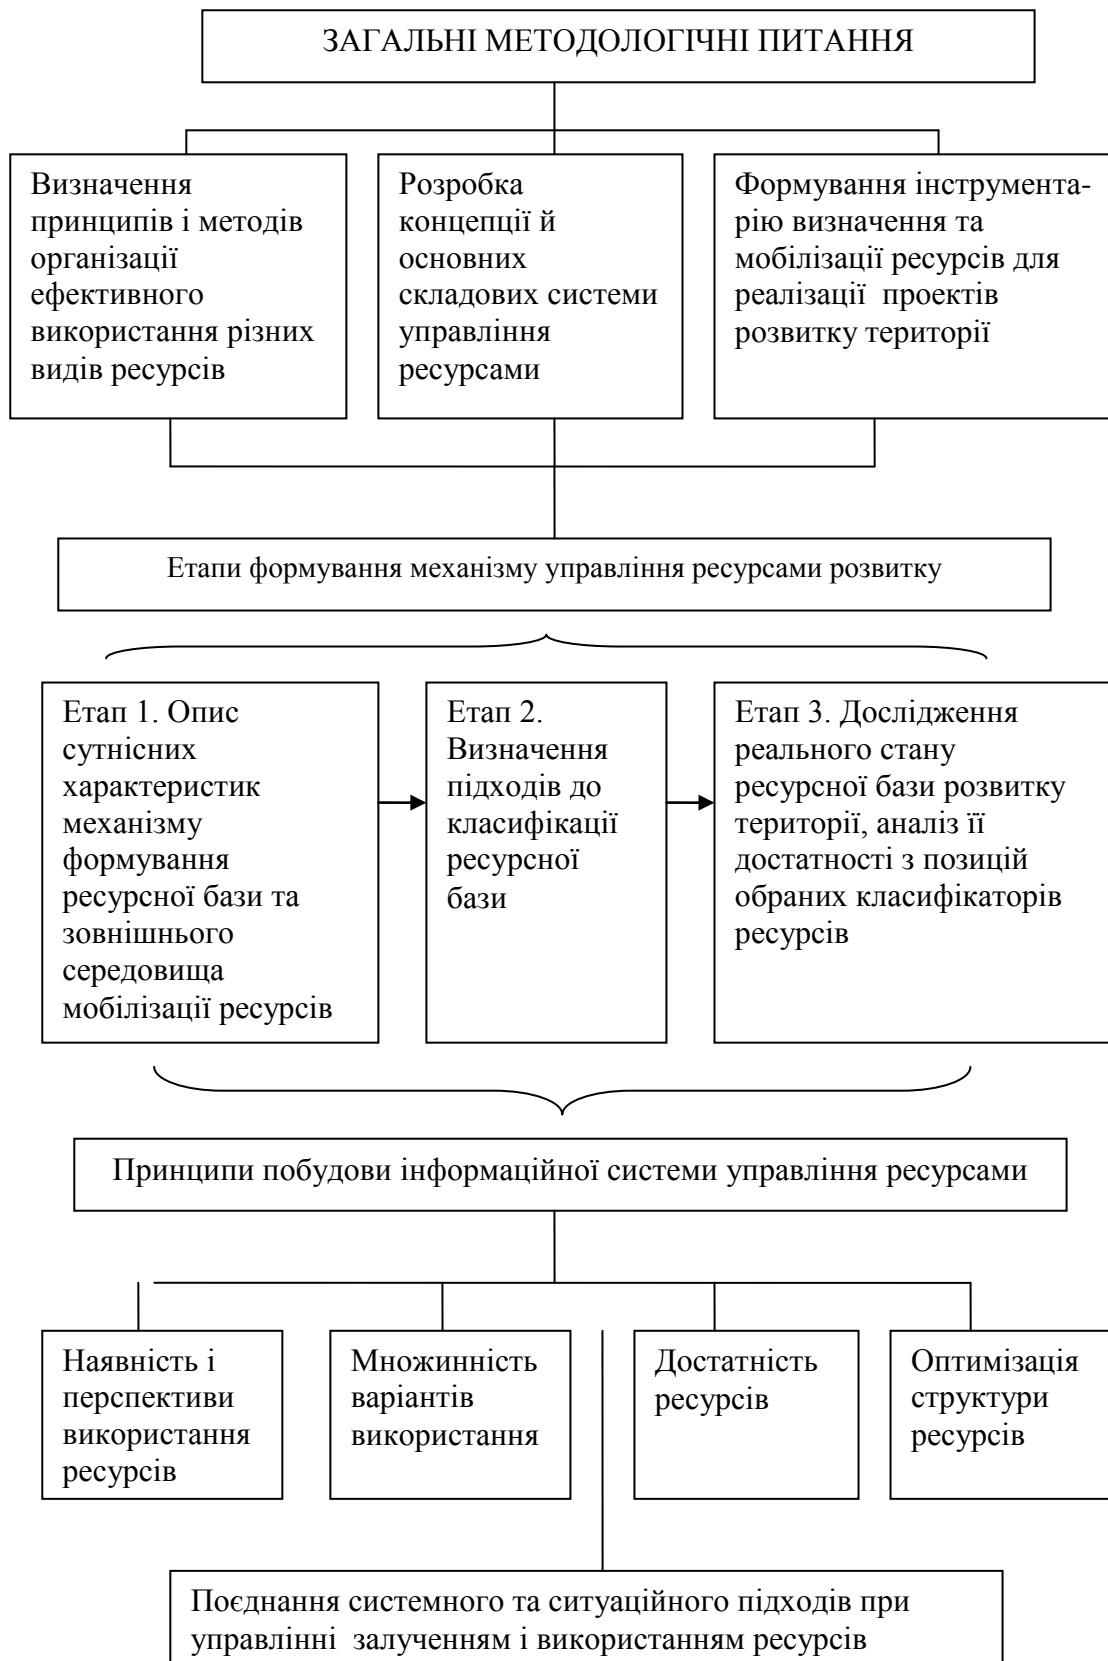 ЗАГАЛЬНІ МЕТОДОЛОГІЧНІ ПИТАННЯ
Визначення
принципів і методів
організації
ефективного
використання різних
видів ресурсів
Розробка
концепції й
основних
складових системи
управління
ресурсами
Формування інструмента-
рію визначення та
мобілізації ресурсів для
реалізації проектів
розвитку території
Етапи формування механізму управління ресурсами розвитку
Етап 1. Опис
сутнісних
характеристик
механізму
формування
ресурсної бази та
зовнішнього
середовища
мобілізації ресурсів
Етап 2.
Визначення
підходів до
класифікації
ресурсної
бази
Етап 3. Дослідження
реального стану
ресурсної бази розвитку
території, аналіз її
достатності з позицій
обраних класифікаторів
ресурсів
Принципи побудови інформаційної системи управління ресурсами
Наявність і
перспективи
використання
ресурсів
Множинність
варіантів
використання
Достатність
ресурсів
Оптимізація
структури
ресурсів
Поєднання системного та ситуаційного підходів при
управлінні залученням і використанням ресурсів